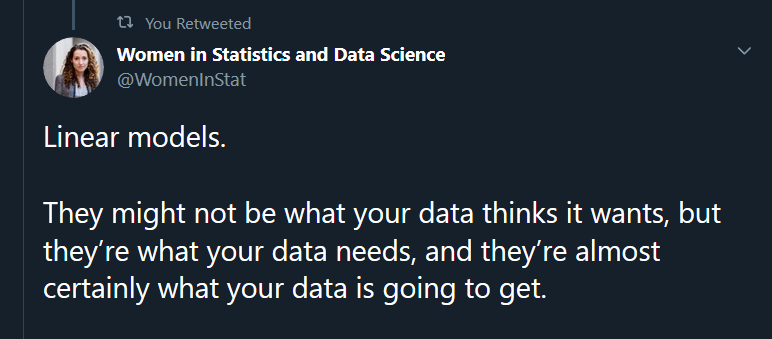 You Retweeted
Women in Statistics and Data Science
@WomenInStat
Linear models.
They might not be what your data thinks it wants, but
they’re what your data needs, and they’re almost
certainly what your data is going to get.